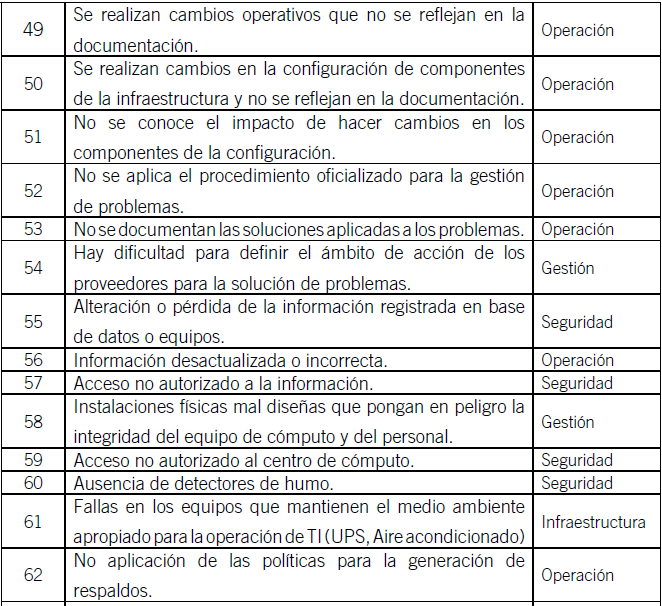 49 Se realizan cambios operativos que no se reflejan en la
documentación. Operación
50 Se realizan cambios en la configuración de componentes
de la infraestructura y no se reflejan en la documentación. Operación
51 No se conoce el impacto de hacer cambios en los
componentes de la configuración. Operación
52 No se aplica el procedimiento oficializado para la gestión
de problemas. Operación
53 No se documentan las soluciones aplicadas a los problemas. Operación
54 Hay dificultad para definir el ámbito de acción de los
proveedores para la solución de problemas. Gestión
55 Alteración o pérdida de la información registrada en base
de datos o equipos. Seguridad
56 Información desactualizada o incorrecta. Operación
57 Acceso no autorizado a la información. Seguridad
58 Instalaciones físicas mal diseñas que pongan en peligro la
integridad del equipo de cómputo y del personal. Gestión
59 Acceso no autorizado al centro de cómputo. Seguridad
60 Ausencia de detectores de humo. Seguridad
61 Fallas en los equipos que mantienen el medio ambiente
apropiado para la operación de TI (UPS, Aire acondicionado) Infraestructura
62 No aplicación de las políticas para la generación de
respaldos. Operación